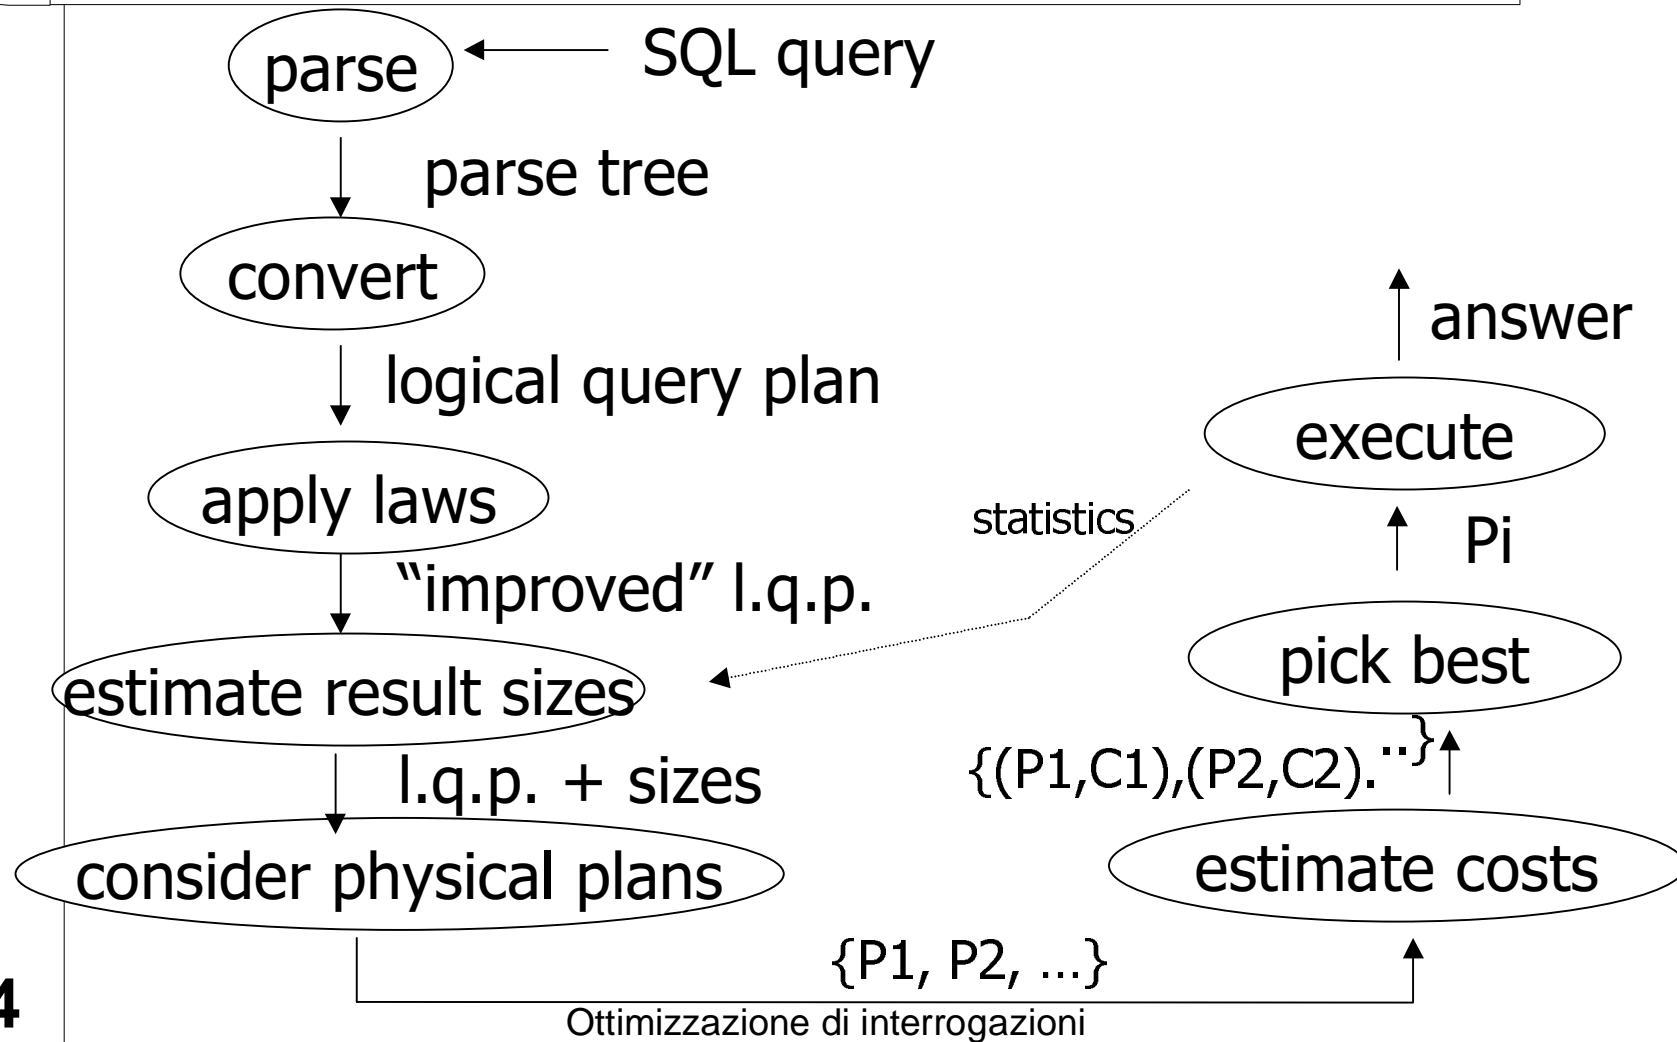 parse
SQL query
parse tree
convert
logical query plan
apply laws
“improved” l.q.p.
estimate result sizes
l.q.p. + sizes
consider physical plans
{P1, P2, ...}
estimate costs
{(P1,C1),(P2,C2)...}
pick best
Pi
execute
answer
statistics
4
Ottimizzazione di interrogazioni